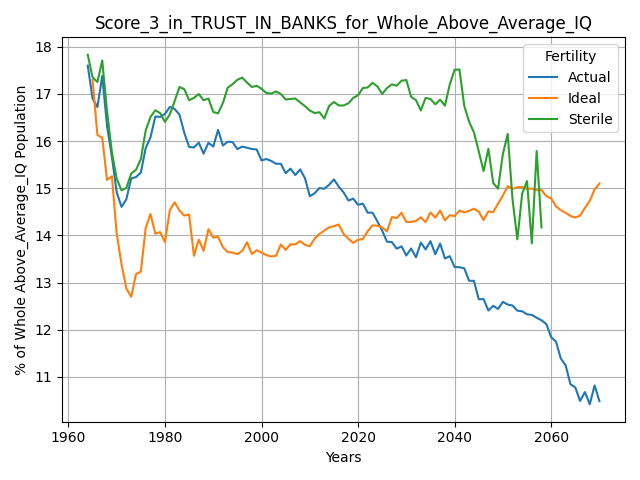 Score_3_in_TRUST_IN_BANKS_for_Whole_Above_Average_IQ
% of Whole Above_Average_IQ Population
18
17
16
15
14
13
12
11
Fertility
Actual
Ideal
Sterile
1960 1980 2000 2020 2040 2060
Years